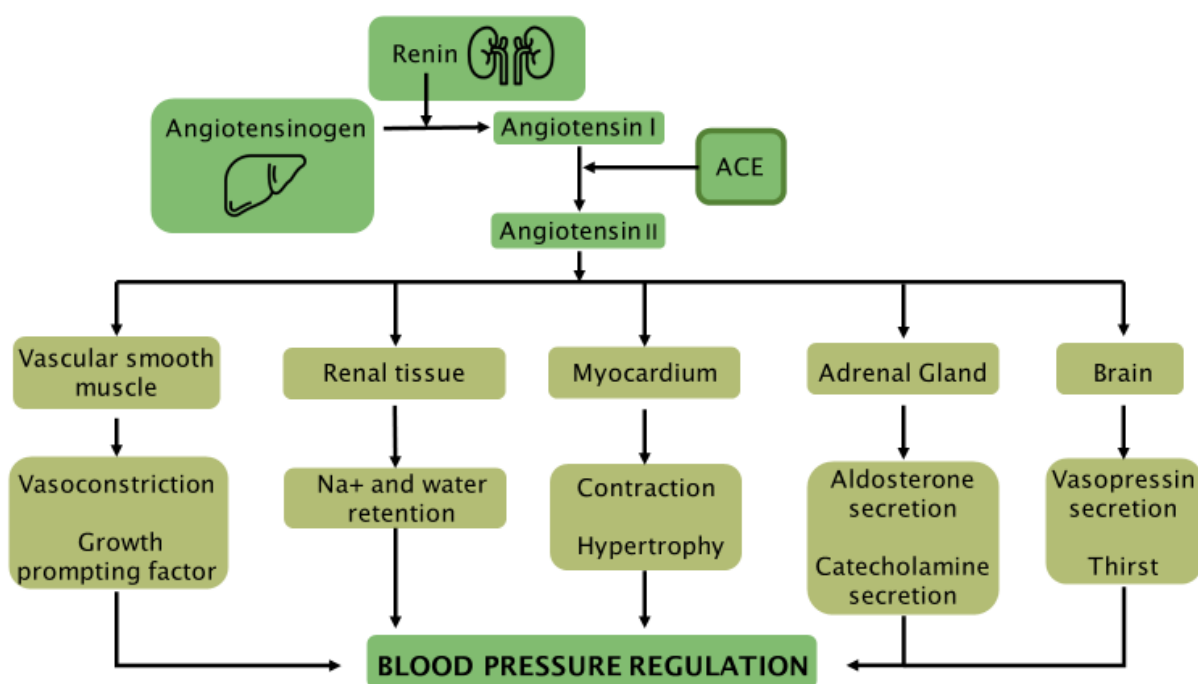 Renin
Angiotensinogen
Angiotensin I
ACE
Angiotensin II
Vascular smooth
muscle
Renal tissue
Myocardium
Adrenal Gland
Brain
Vasoconstriction
Growth
prompting factor
Na+ and water
retention
Contraction
Hypertrophy
Aldosterone
secretion
Catecholamine
secretion
Vasopressin
secretion
Thirst
BLOOD PRESSURE REGULATION